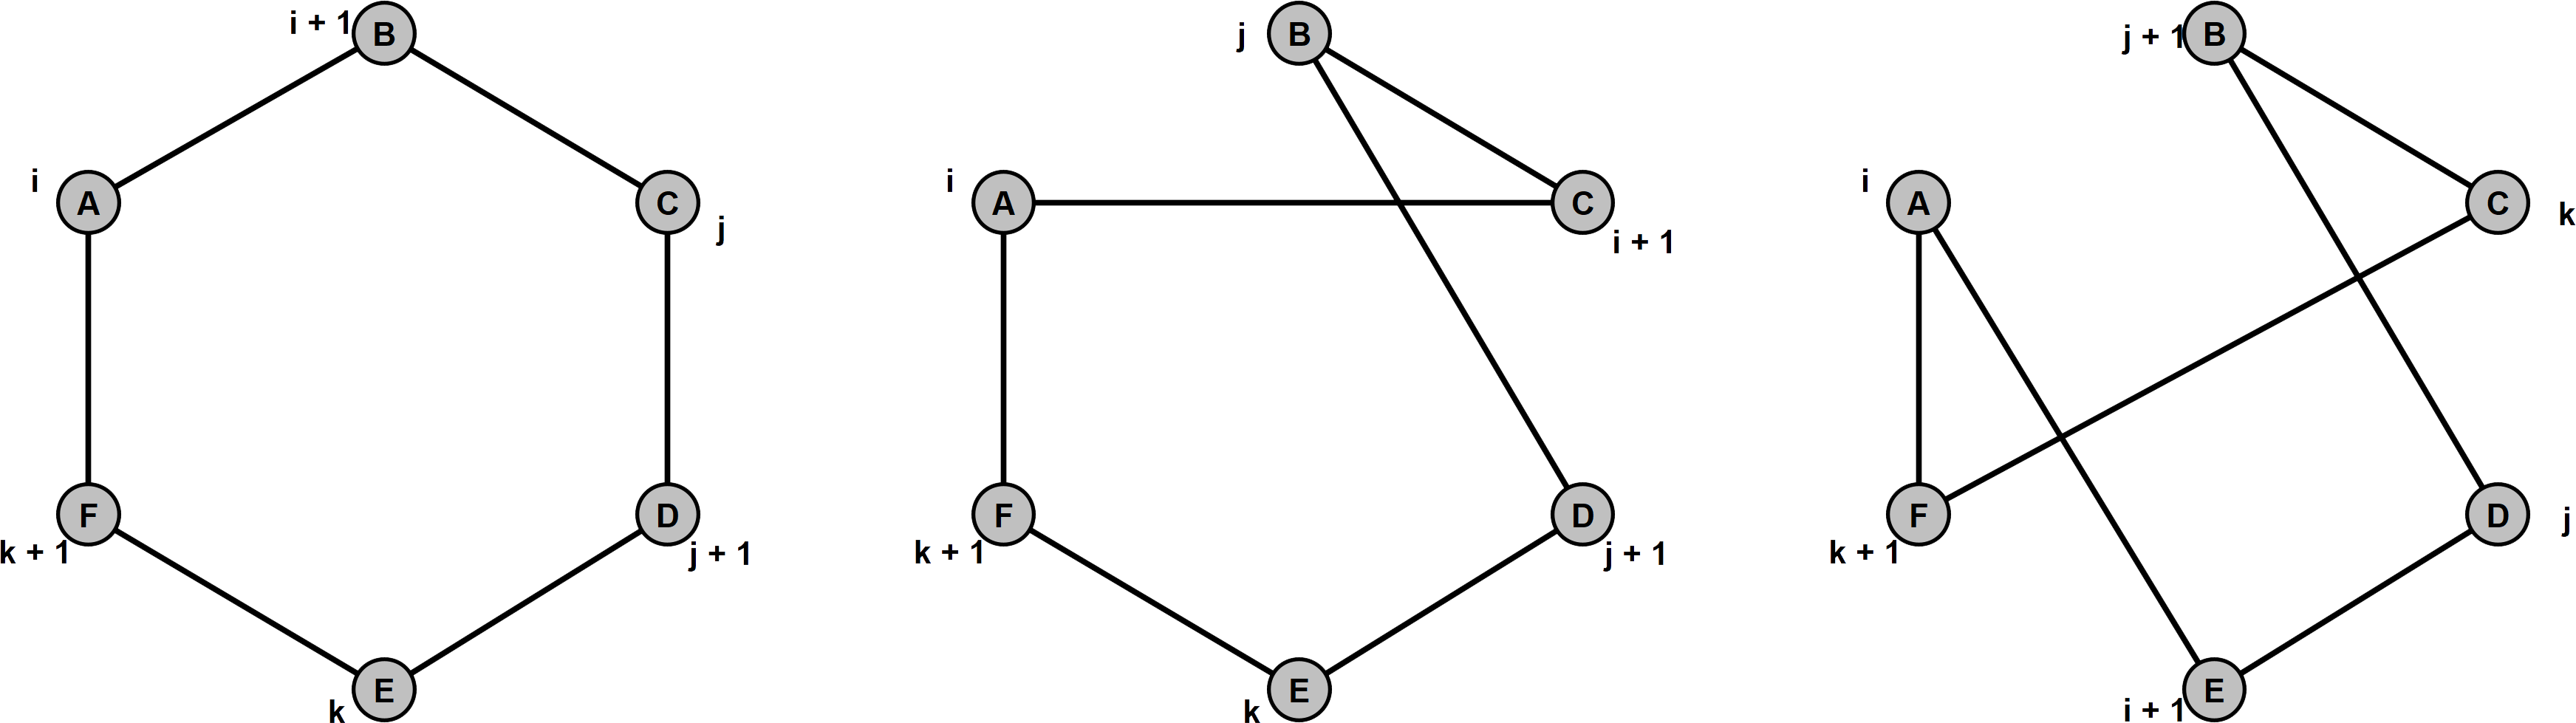 i + 1 B
i A
C
j
F
k + 1
D
j + 1
E
k
j B
i A
C
i + 1
F
k + 1
D
j + 1
E
k
j + 1 B
i A
C k
F
k + 1
D j
E
i + 1